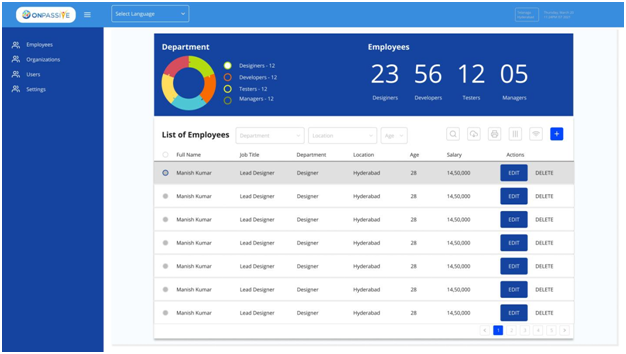 ONPASSIVE
Select Language
Employees
Organizations
Users
Settings
Department
Desiginers - 12
Developers - 12
Testers - 12
Managers - 12
Employees
23 56 12 05
Designers Developers Testers Managers
List of Employees Department Location Age
Full Name Job Title Department Location Age Salary Actions
Manish Kumar Lead Designer Designer Hyderabad 28 14,50,000 EDIT DELETE
Manish Kumar Lead Designer Designer Hyderabad 28 14,50,000 EDIT DELETE
Manish Kumar Lead Designer Designer Hyderabad 28 14,50,000 EDIT DELETE
Manish Kumar Lead Designer Designer Hyderabad 28 14,50,000 EDIT DELETE
Manish Kumar Lead Designer Designer Hyderabad 28 14,50,000 EDIT DELETE
Manish Kumar Lead Designer Designer Hyderabad 28 14,50,000 EDIT DELETE
Manish Kumar Lead Designer Designer Hyderabad 28 14,50,000 EDIT DELETE
< 1 2 3 4 5 >